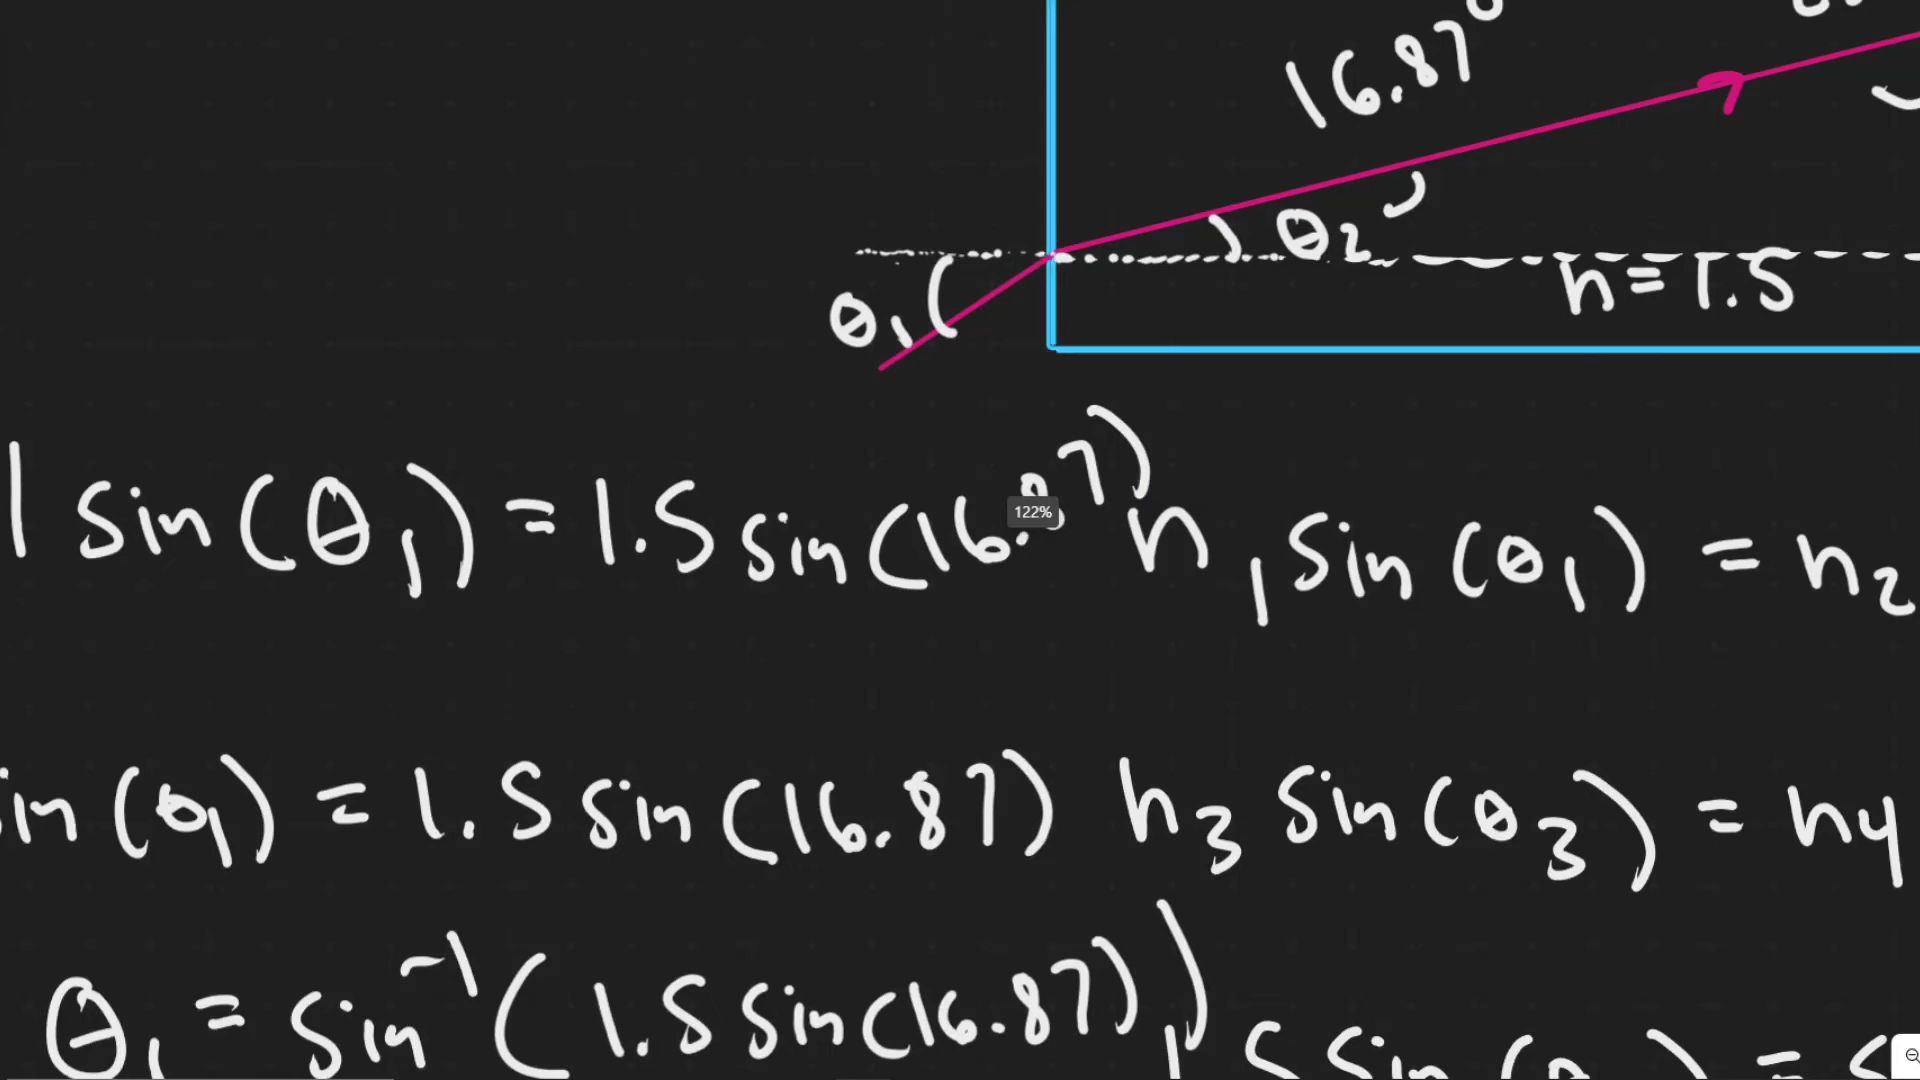 16.87°
θ₂
n=1.5
θ₁
1 sin(θ₁) = 1.5 sin(16.87)
122%
n₁ sin(θ₁) = n₂
sin(θ₁) = 1.5 sin(16.87)
n₃ sin(θ₃) = n₄
θ₁ = sin⁻¹(1.5 sin(16.87))